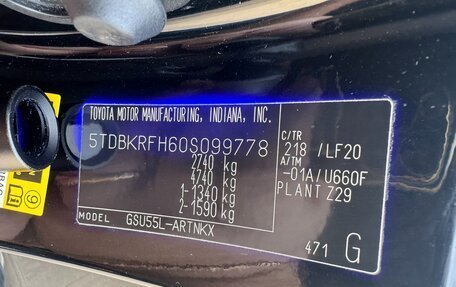 TOYOTA MOTOR MANUFACTURING, INDIANA, INC.
5TDBKRFH60S099778
2740 kg
4740 kg
1-1340 kg
2-1590 kg
MODEL GSU55L-ARTNKX
C/TR
218 /LF20
A/TM
-01A/U660F
PLANT Z29
471 G